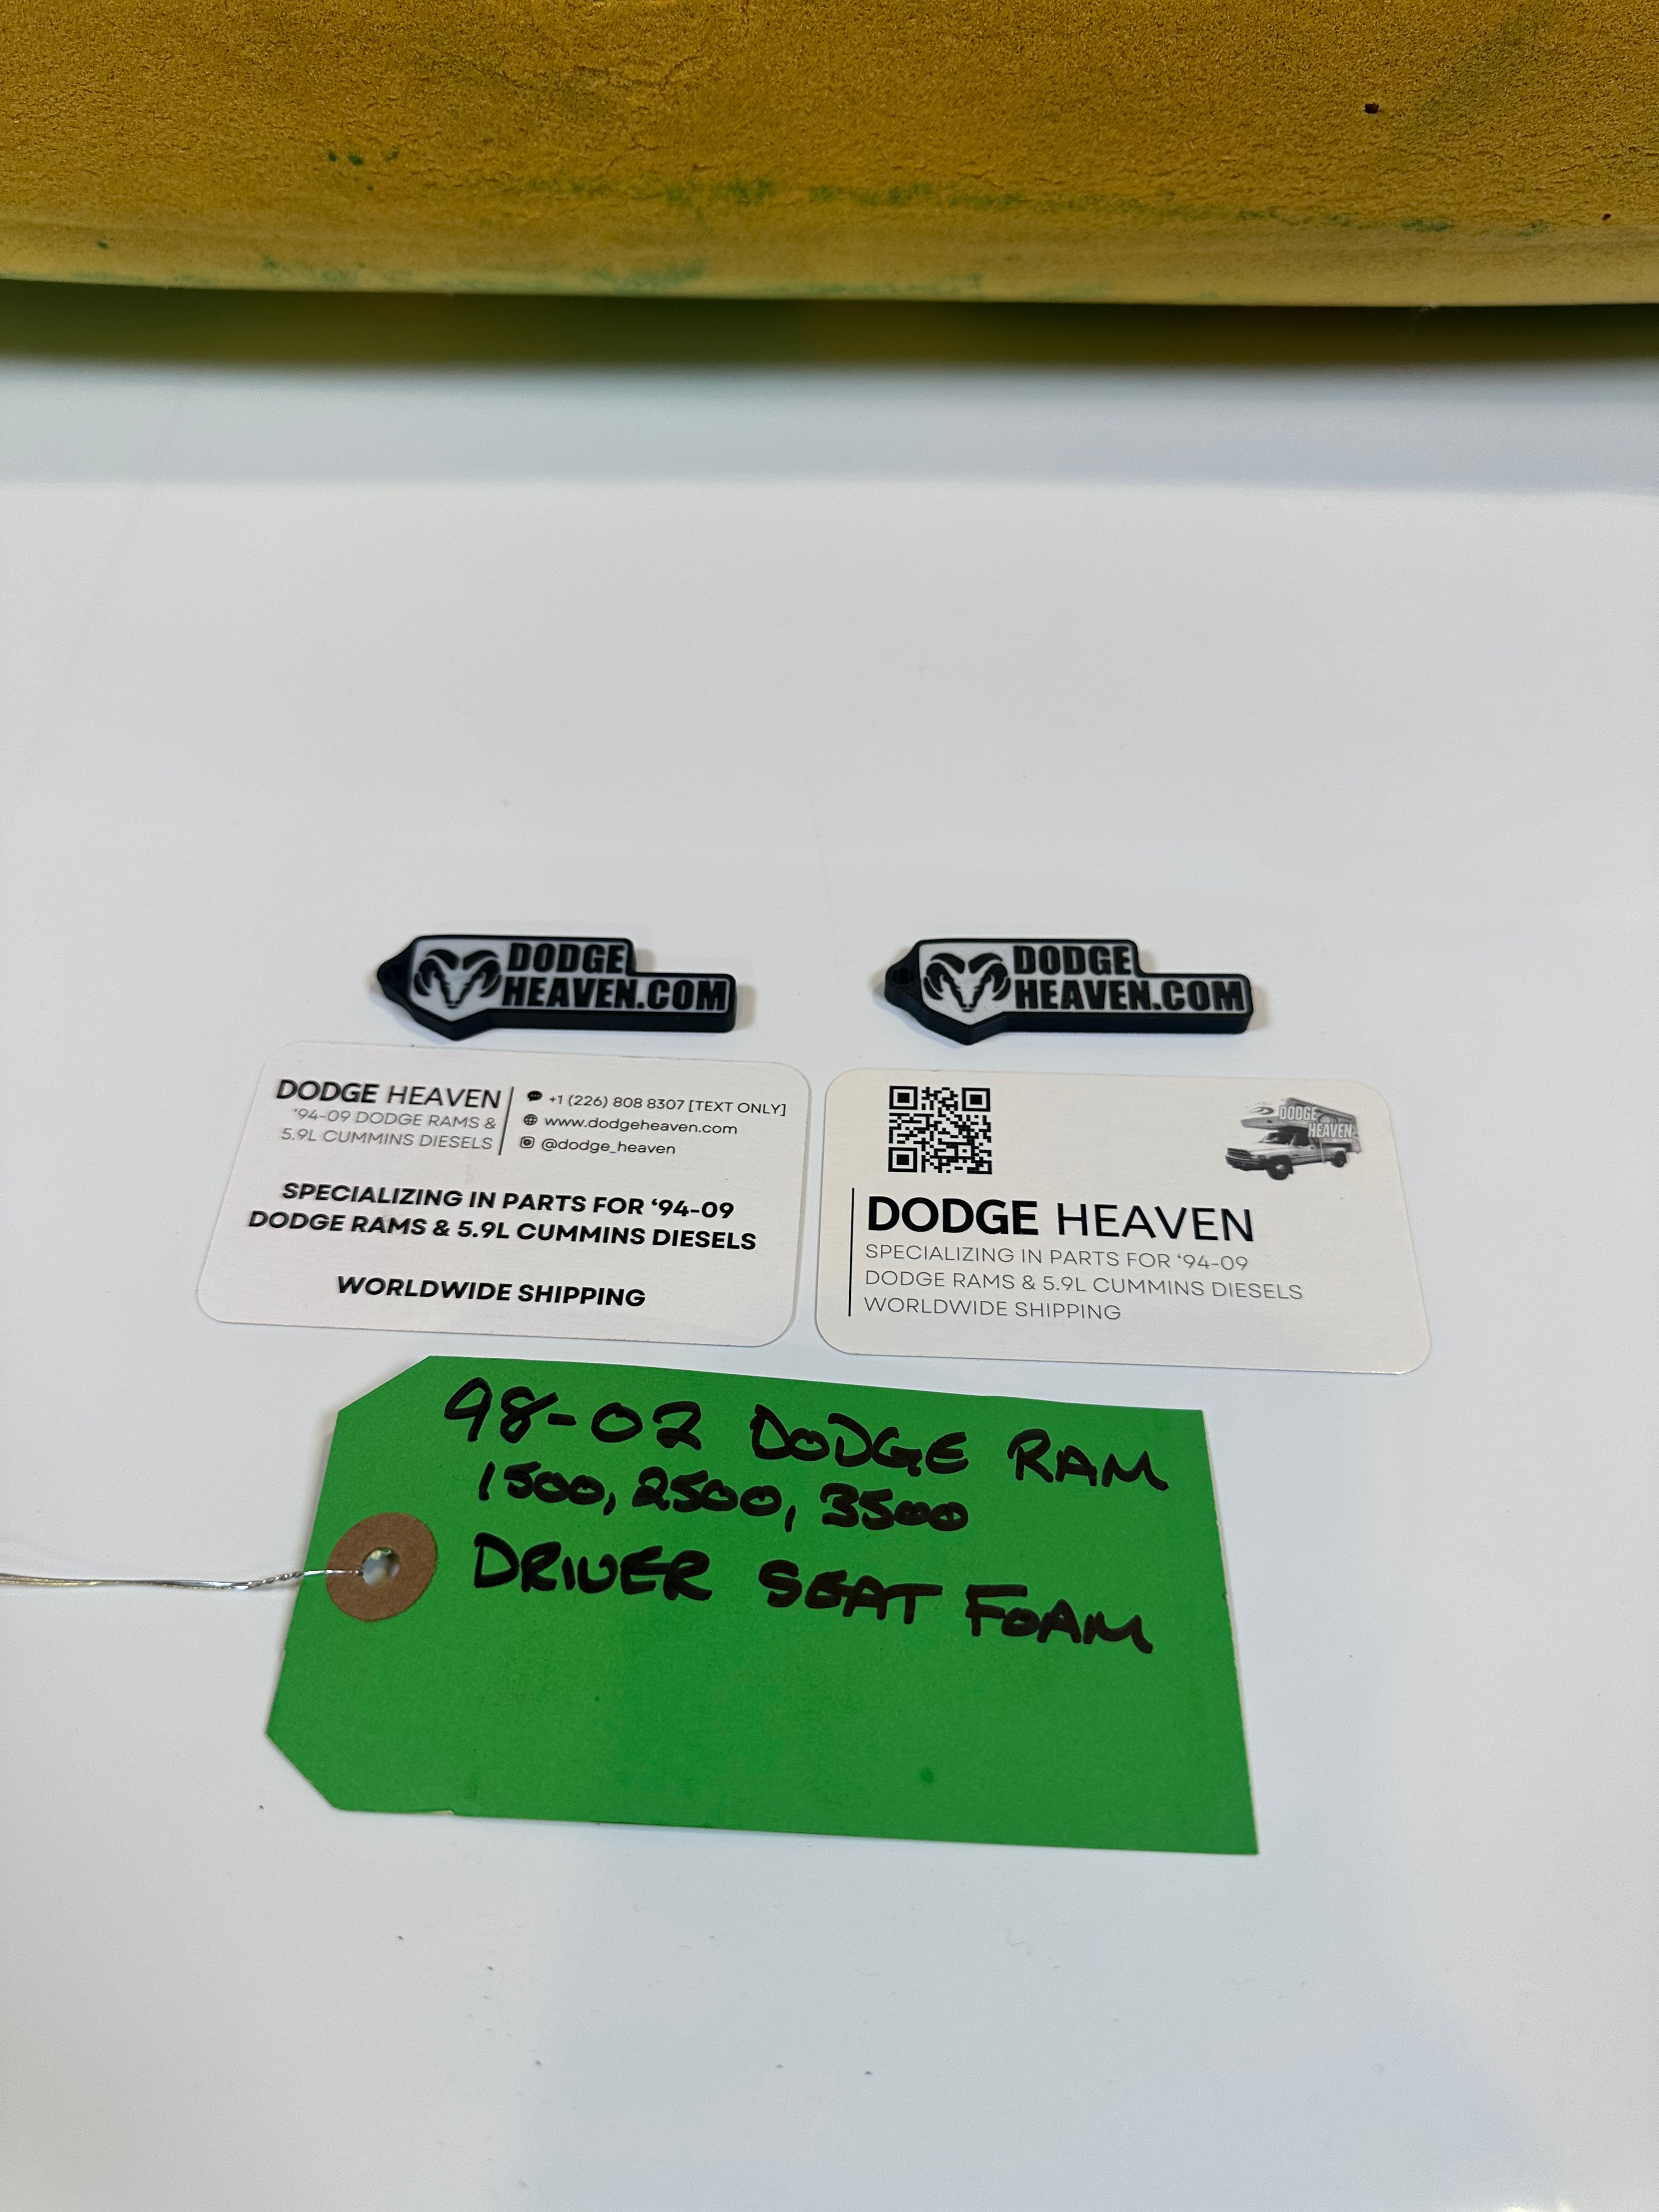 DODGE
HEAVEN.COM
DODGE
HEAVEN.COM
DODGE HEAVEN
'94-09 DODGE RAMS &
5.9L CUMMINS DIESELS
+1 (226) 808 8307 [TEXT ONLY]
www.dodgeheaven.com
@dodge_heaven
SPECIALIZING IN PARTS FOR '94-09
DODGE RAMS & 5.9L CUMMINS DIESELS
WORLDWIDE SHIPPING
DODGE
HEAVEN
DODGE HEAVEN
SPECIALIZING IN PARTS FOR '94-09
DODGE RAMS & 5.9L CUMMINS DIESELS
WORLDWIDE SHIPPING
98-02 DODGE RAM
1500, 2500, 3500
DRIVER SEAT FOAM